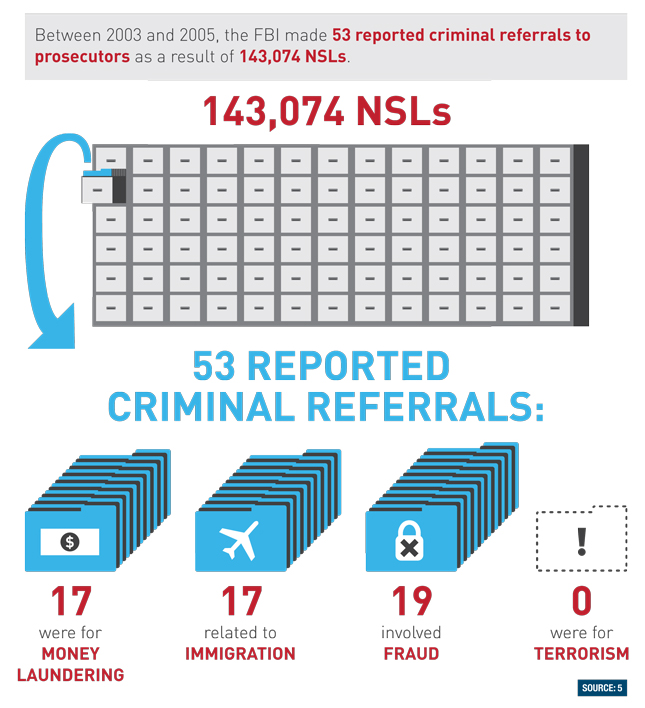 Between 2003 and 2005, the FBI made 53 reported criminal referrals to
prosecutors as a result of 143,074 NSLs.
143,074 NSLs
53 REPORTED
CRIMINAL REFERRALS:
$
!
17
were for
MONEY
LAUNDERING
17
related to
IMMIGRATION
19
involved
FRAUD
0
were for
TERRORISM
SOURCE: 5